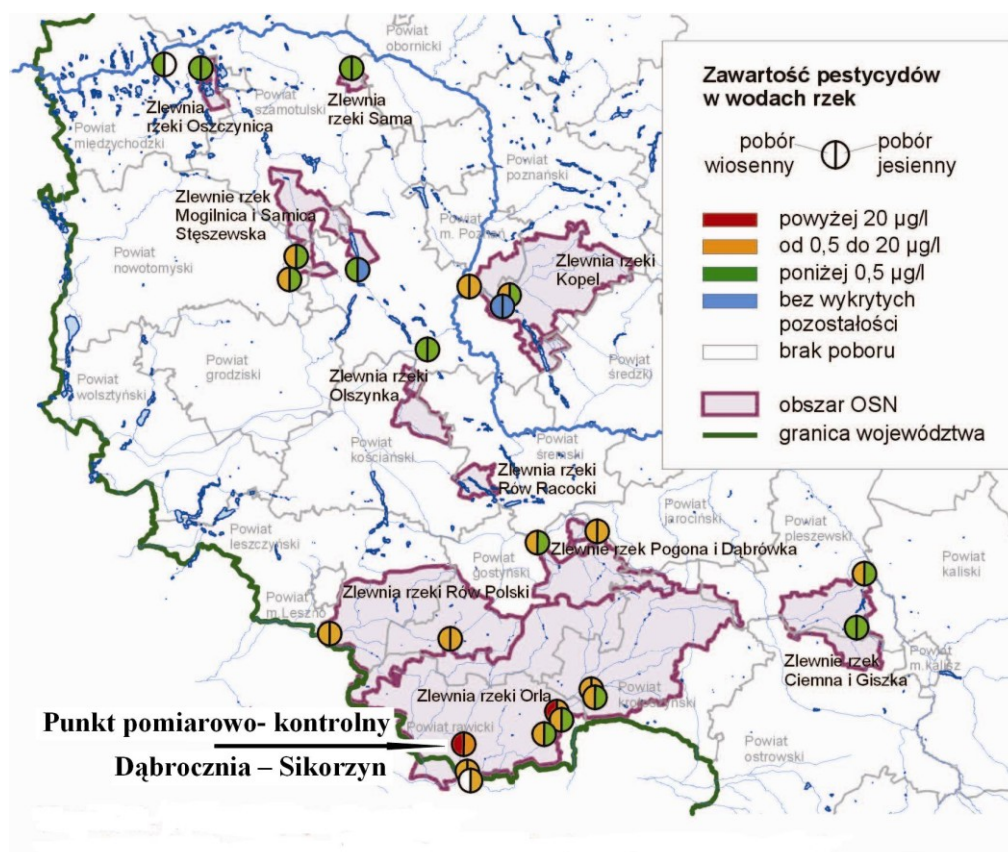 Powiat
obornicki
Zlewnia
rzeki Oszczynica
Powiat
szamotulski
Zlewnia
rzeki Sama
Powiat
międzychodzki
Powiat
poznański
Zlewnie rzek
Mogilnica i Samica
Stęszewska
Powiat
m. Poznań
Powiat
nowotomyski
Zlewnia rzeki
Kopel
Powiat
średzki
Powiat
grodziski
Powiat
wolsztyński
Zlewnia rzeki
Olszynka
Powiat
kościański
Powiat
śremski
Zlewnia rzeki
Rów Racocki
Powiat
leszczyński
Powiat
jarociński
Powiat
pleszewski
Powiat
gostyński
Zlewnie rzek Pogona i Dąbrówka
Powiat
kaliski
Zlewnia rzeki Rów Polski
Powiat
m. Leszno
Zlewnie rzek
Ciemna i Giszka
Powiat
m.kalisz
Zlewnia rzeki Orla
Powiat
krotoszyński
Powiat rawicki
Powiat
ostrowski
Punkt pomiarowo- kontrolny
Dąbrocznia – Sikorzyn
Zawartość pestycydów
w wodach rzek
pobór wiosenny
pobór jesienny
powyżej 20 µg/l
od 0,5 do 20 µg/l
poniżej 0,5 µg/l
bez wykrytych
pozostałości
brak poboru
obszar OSN
granica województwa